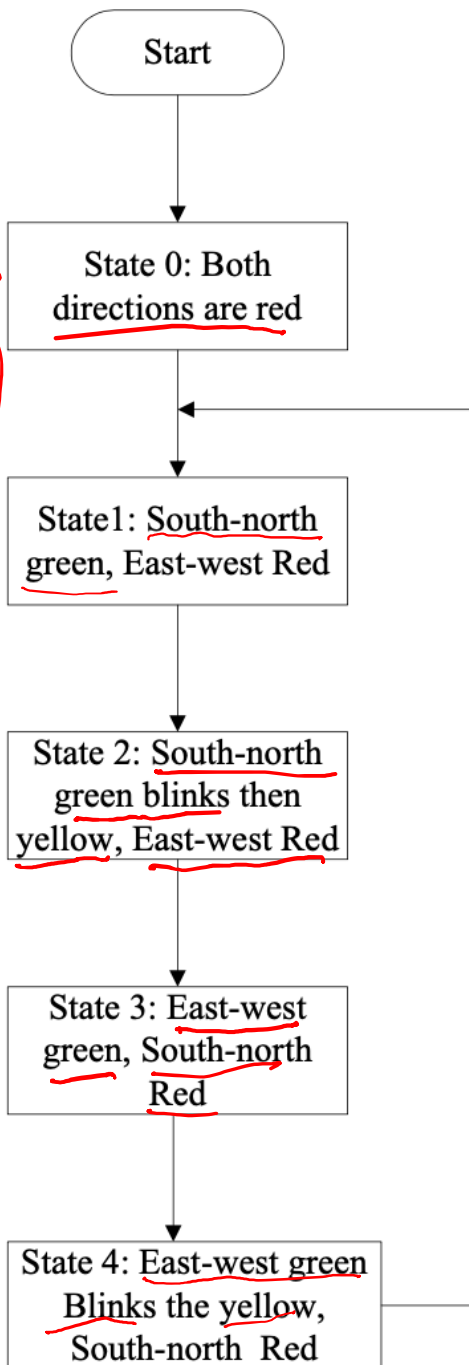 Start
State 0: Both
directions are red
State1: South-north
green, East-west Red
State 2: South-north
green blinks then
yellow, East-west Red
State 3: East-west
green, South-north
Red
State 4: East-west green
Blinks the yellow,
South-north Red